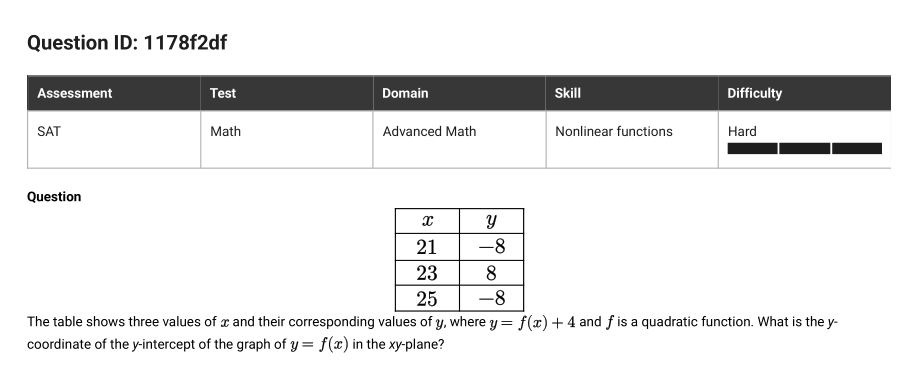 Question ID: 1178f2df
Assessment Test Domain Skill Difficulty
SAT Math Advanced Math Nonlinear functions Hard
Question
x y
21 −8
23 8
25 −8
The table shows three values of x and their corresponding values of y, where y = f(x) + 4 and f is a quadratic function. What is the y-
coordinate of the y-intercept of the graph of y = f(x) in the xy-plane?